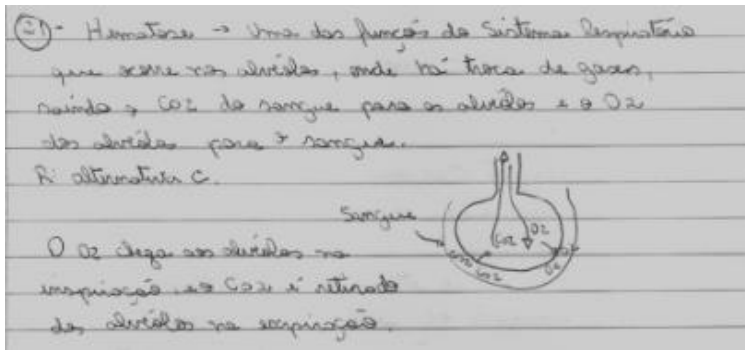 21)- Hematose → Uma das funções do Sistema Respiratório
que ocorre nos alvéolos, onde há troca de gases,
saindo o CO2 do sangue para os alvéolos e o O2
dos alvéolos para o sangue.
R: alternativa C.
Sangue
CO2 O2
CO2 O2
O O2 chega aos alvéolos na
inspiração, e o CO2 é retirado
dos alvéolos na expiração.